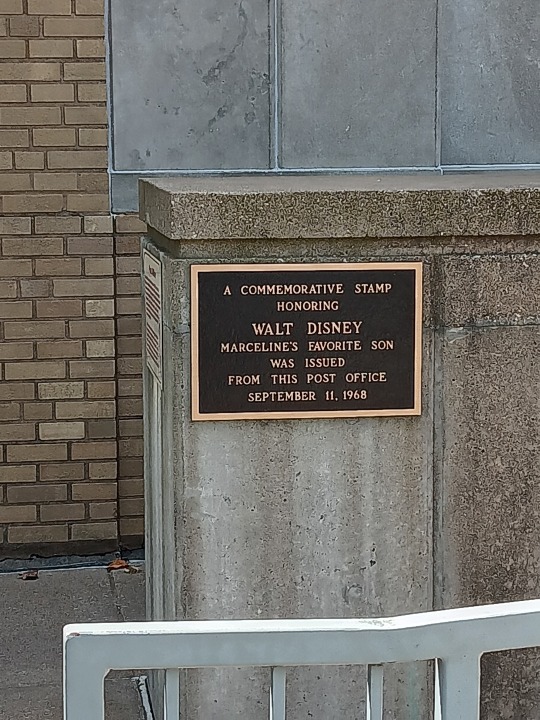 A COMMEMORATIVE STAMP
HONORING
WALT DISNEY
MARCELINE'S FAVORITE SON
WAS ISSUED
FROM THIS POST OFFICE
SEPTEMBER 11, 1968